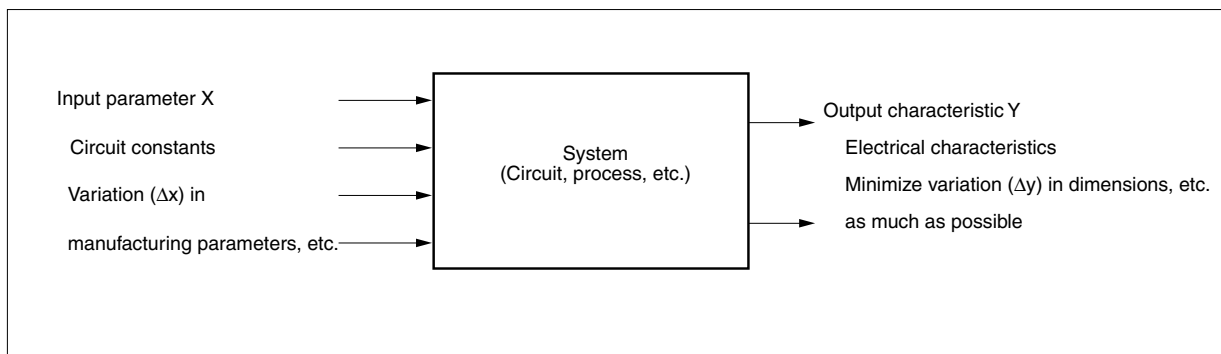 Input parameter X
Circuit constants
Variation (Δx) in
manufacturing parameters, etc.
System
(Circuit, process, etc.)
Output characteristic Y
Electrical characteristics
Minimize variation (Δy) in dimensions, etc.
as much as possible